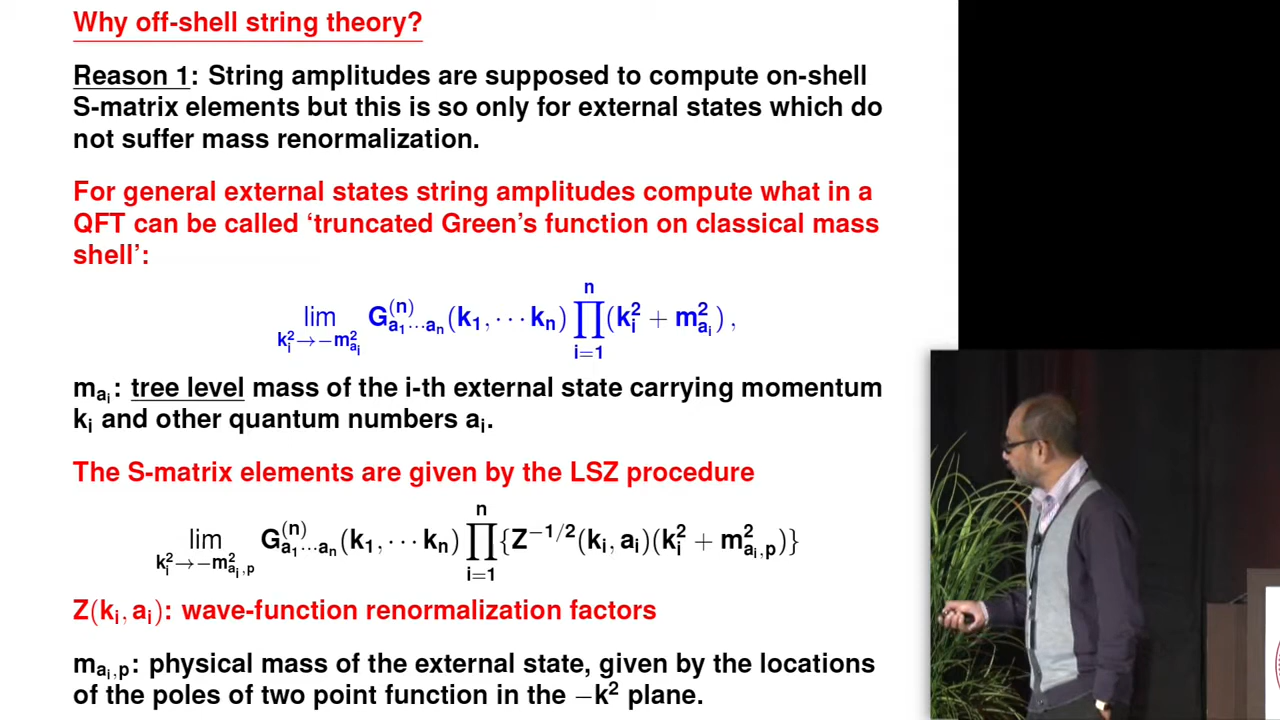 Why off-shell string theory?
Reason 1: String amplitudes are supposed to compute on-shell
S-matrix elements but this is so only for external states which do
not suffer mass renormalization.
For general external states string amplitudes compute what in a
QFT can be called ‘truncated Green’s function on classical mass
shell’:
lim_{k_i^2→−m_{a_i}^2} G^{(n)}_{a_1···a_n}(k_1, ···k_n) ∏_{i=1}^{n}(k_i^2 + m_{a_i}^2) ,
m_{a_i}: tree level mass of the i-th external state carrying momentum
k_i and other quantum numbers a_i.
The S-matrix elements are given by the LSZ procedure
lim_{k_i^2→−m_{a_i,p}^2} G^{(n)}_{a_1···a_n}(k_1, ···k_n) ∏_{i=1}^{n}{Z^{−1/2}(k_i, a_i)(k_i^2 + m_{a_i,p}^2)}
Z(k_i, a_i): wave-function renormalization factors
m_{a_i,p}: physical mass of the external state, given by the locations
of the poles of two point function in the −k^2 plane.